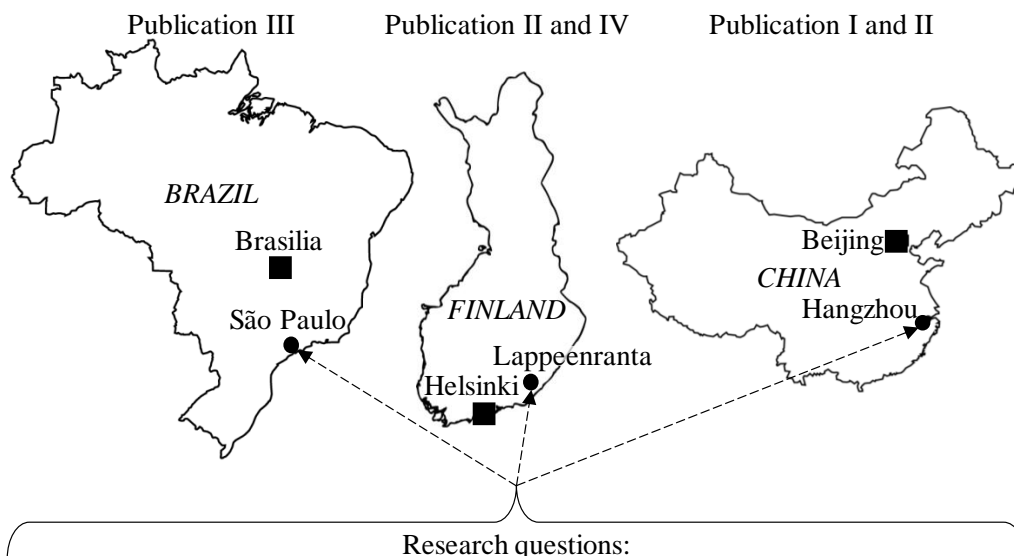 Publication III
Publication II and IV
Publication I and II
BRAZIL
Brasilia
São Paulo
FINLAND
Lappeenranta
Helsinki
Beijing
CHINA
Hangzhou
Research questions: